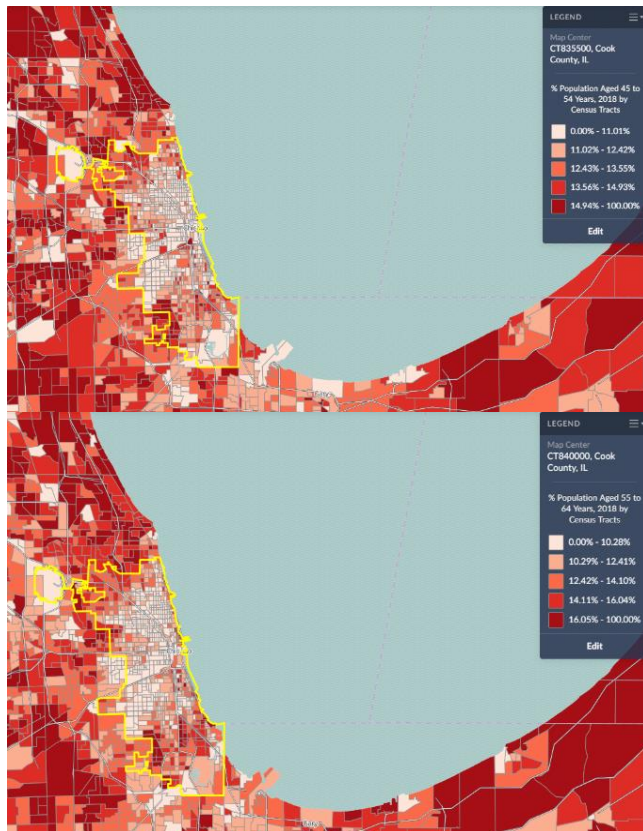 LEGEND
Map Center
CT835500, Cook
County, IL
% Population Aged 45 to
54 Years, 2018 by
Census Tracts
0.00% - 11.01%
11.02% - 12.42%
12.43% - 13.55%
13.56% - 14.93%
14.94% - 100.00%
Edit
Gary
LEGEND
Map Center
CT840000, Cook
County, IL
% Population Aged 55 to
64 Years, 2018 by
Census Tracts
0.00% - 10.28%
10.29% - 12.41%
12.42% - 14.10%
14.11% - 16.04%
16.05% - 100.00%
Edit
Gary